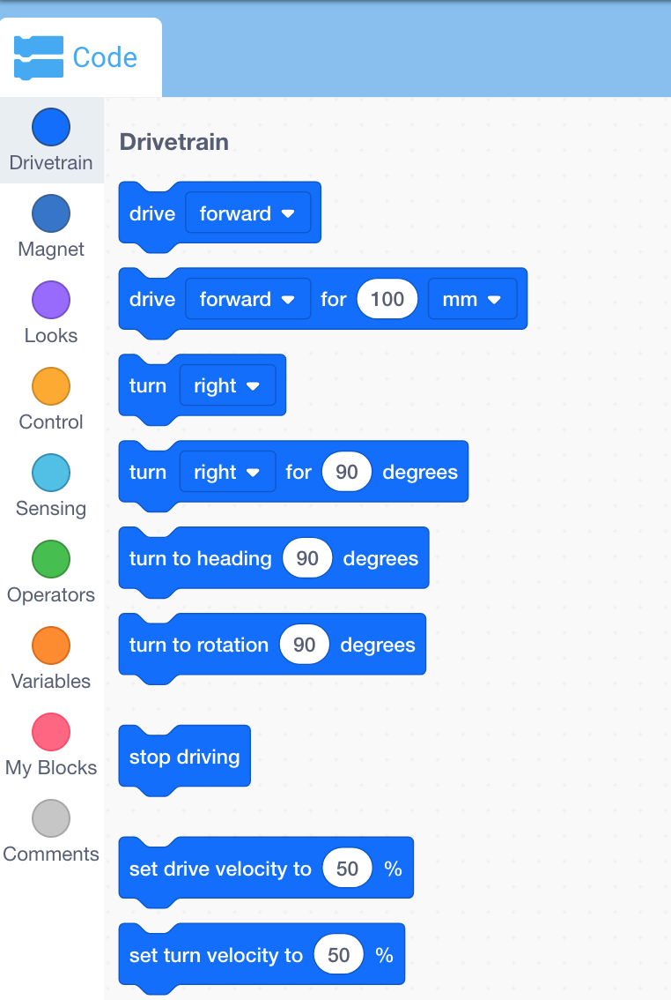 Code
Drivetrain
Magnet
Looks
Control
Sensing
Operators
Variables
My Blocks
Comments
Drivetrain
drive forward
drive forward for 100 mm
turn right
turn right for 90 degrees
turn to heading 90 degrees
turn to rotation 90 degrees
stop driving
set drive velocity to 50 %
set turn velocity to 50 %